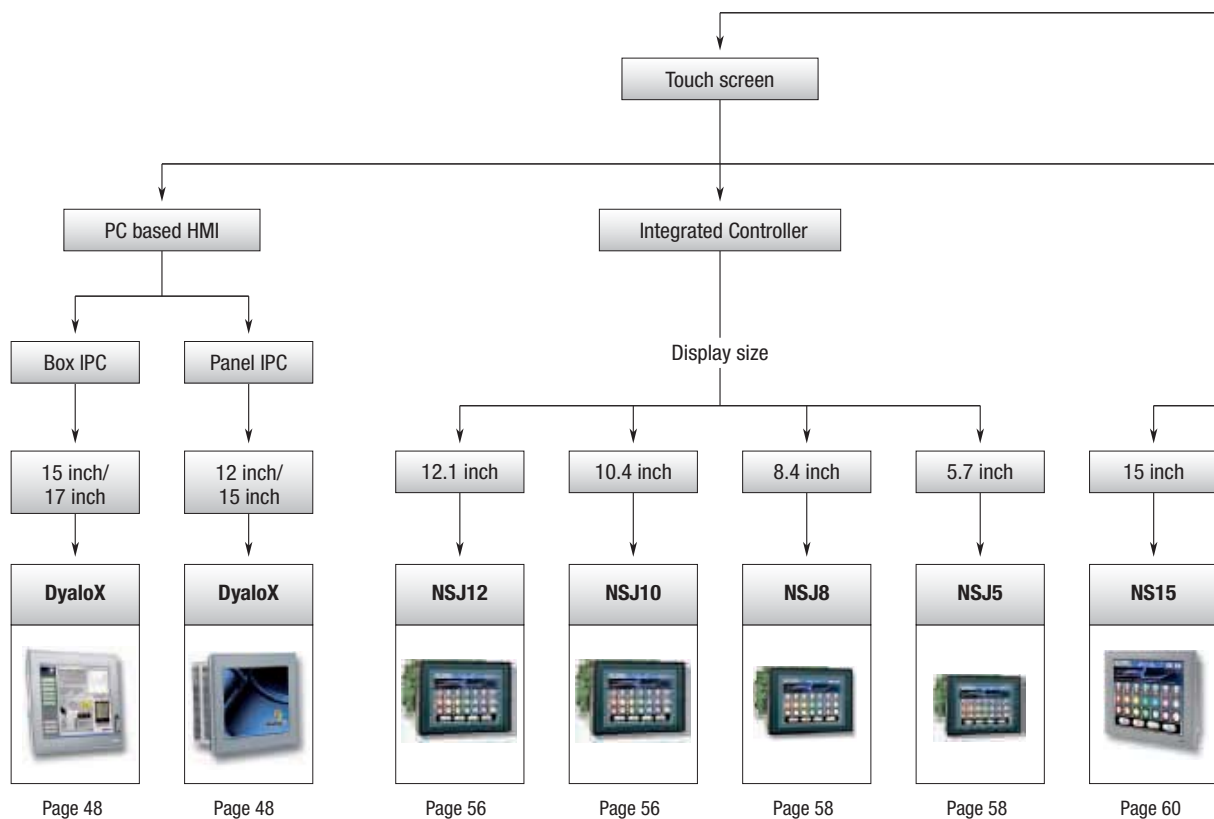 Touch screen
PC based HMI
Integrated Controller
Box IPC
Panel IPC
Display size
15 inch/
17 inch
12 inch/
15 inch
12.1 inch
10.4 inch
8.4 inch
5.7 inch
15 inch
DyaloX
DyaloX
NSJ12
NSJ10
NSJ8
NSJ5
NS15
Page 48
Page 48
Page 56
Page 56
Page 58
Page 58
Page 60